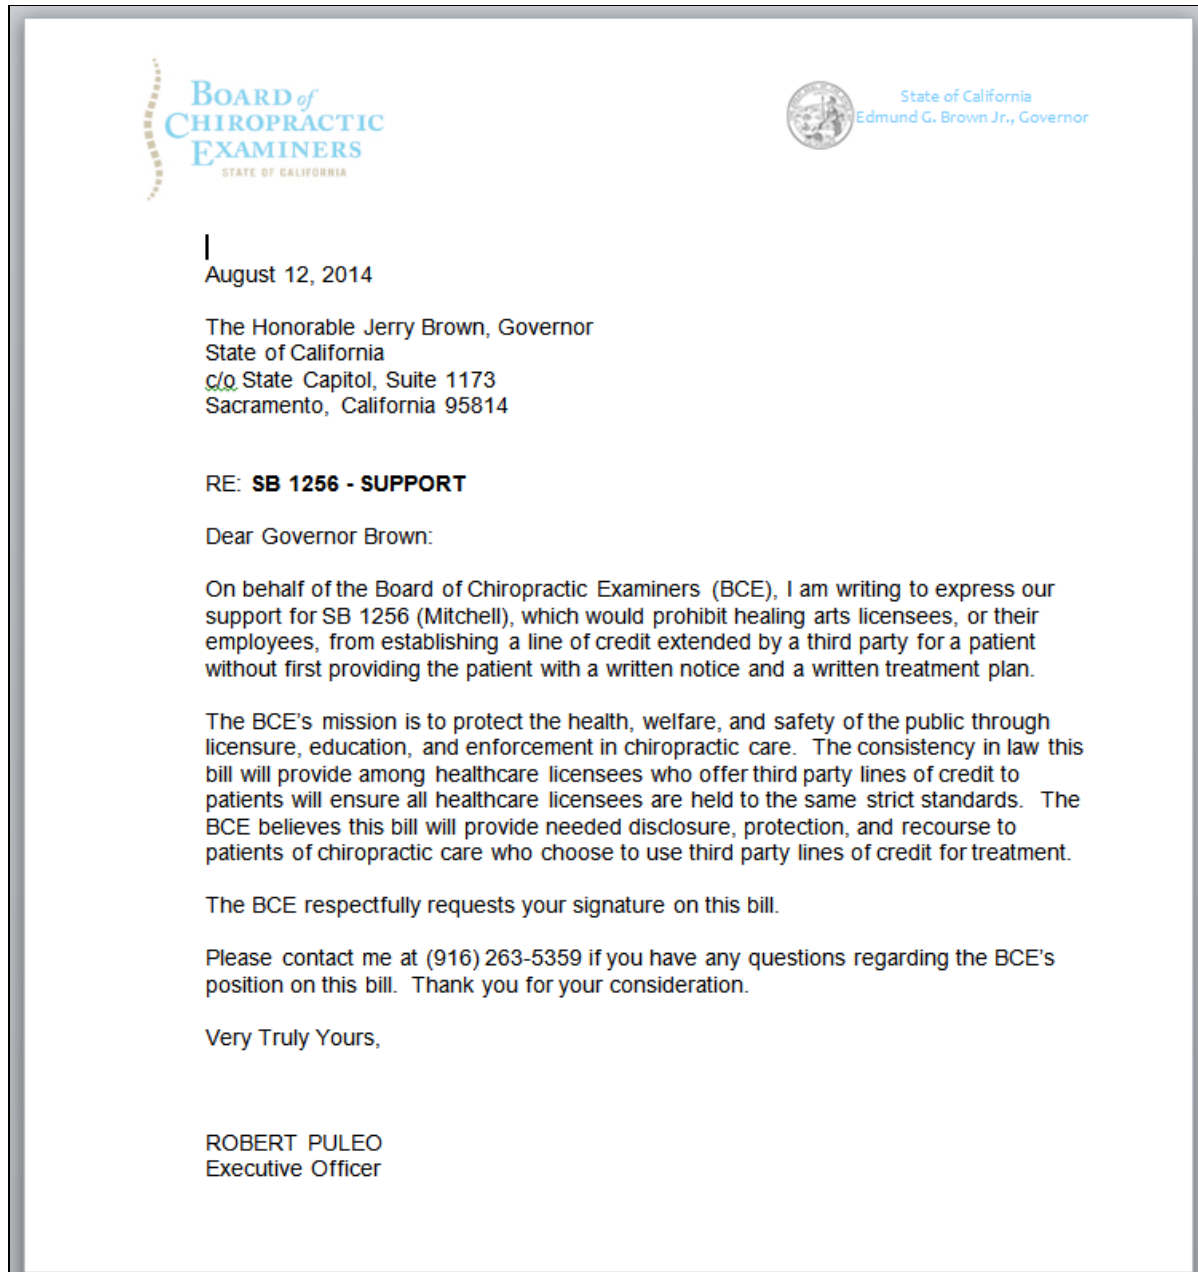 BOARD of
CHIROPRACTIC
EXAMINERS
STATE OF CALIFORNIA
State of California
Edmund G. Brown Jr., Governor
August 12, 2014
The Honorable Jerry Brown, Governor
State of California
c/o State Capitol, Suite 1173
Sacramento, California 95814
RE: SB 1256 - SUPPORT
Dear Governor Brown:
On behalf of the Board of Chiropractic Examiners (BCE), I am writing to express our
support for SB 1256 (Mitchell), which would prohibit healing arts licensees, or their
employees, from establishing a line of credit extended by a third party for a patient
without first providing the patient with a written notice and a written treatment plan.
The BCE's mission is to protect the health, welfare, and safety of the public through
licensure, education, and enforcement in chiropractic care. The consistency in law this
bill will provide among healthcare licensees who offer third party lines of credit to
patients will ensure all healthcare licensees are held to the same strict standards. The
BCE believes this bill will provide needed disclosure, protection, and recourse to
patients of chiropractic care who choose to use third party lines of credit for treatment.
The BCE respectfully requests your signature on this bill.
Please contact me at (916) 263-5359 if you have any questions regarding the BCE's
position on this bill. Thank you for your consideration.
Very Truly Yours,
ROBERT PULEO
Executive Officer